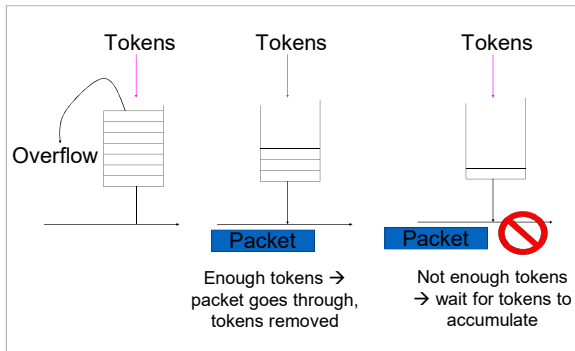 Tokens
Overflow
Tokens
Packet
Enough tokens →
packet goes through,
tokens removed
Tokens
Packet
Not enough tokens
→ wait for tokens to
accumulate